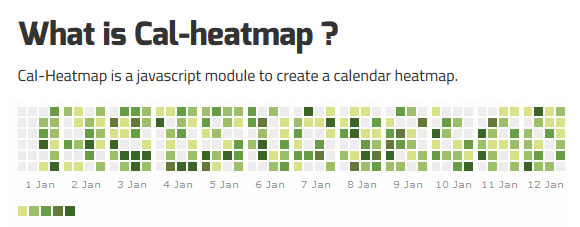 What is Cal-heatmap ?
Cal-Heatmap is a javascript module to create a calendar heatmap.
1 Jan 2 Jan 3 Jan 4 Jan 5 Jan 6 Jan 7 Jan 8 Jan 9 Jan 10 Jan 11 Jan 12 Jan